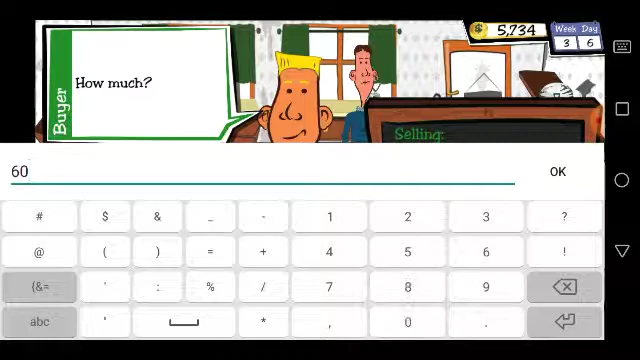 5,734
Week Day
3 6
How much?
Buyer
Selling:
60
OK
# $ & _ - 1 2 3 ?
@ ( ) = + 4 5 6 !
{&= ' : % / 7 8 9
abc " * , 0 .